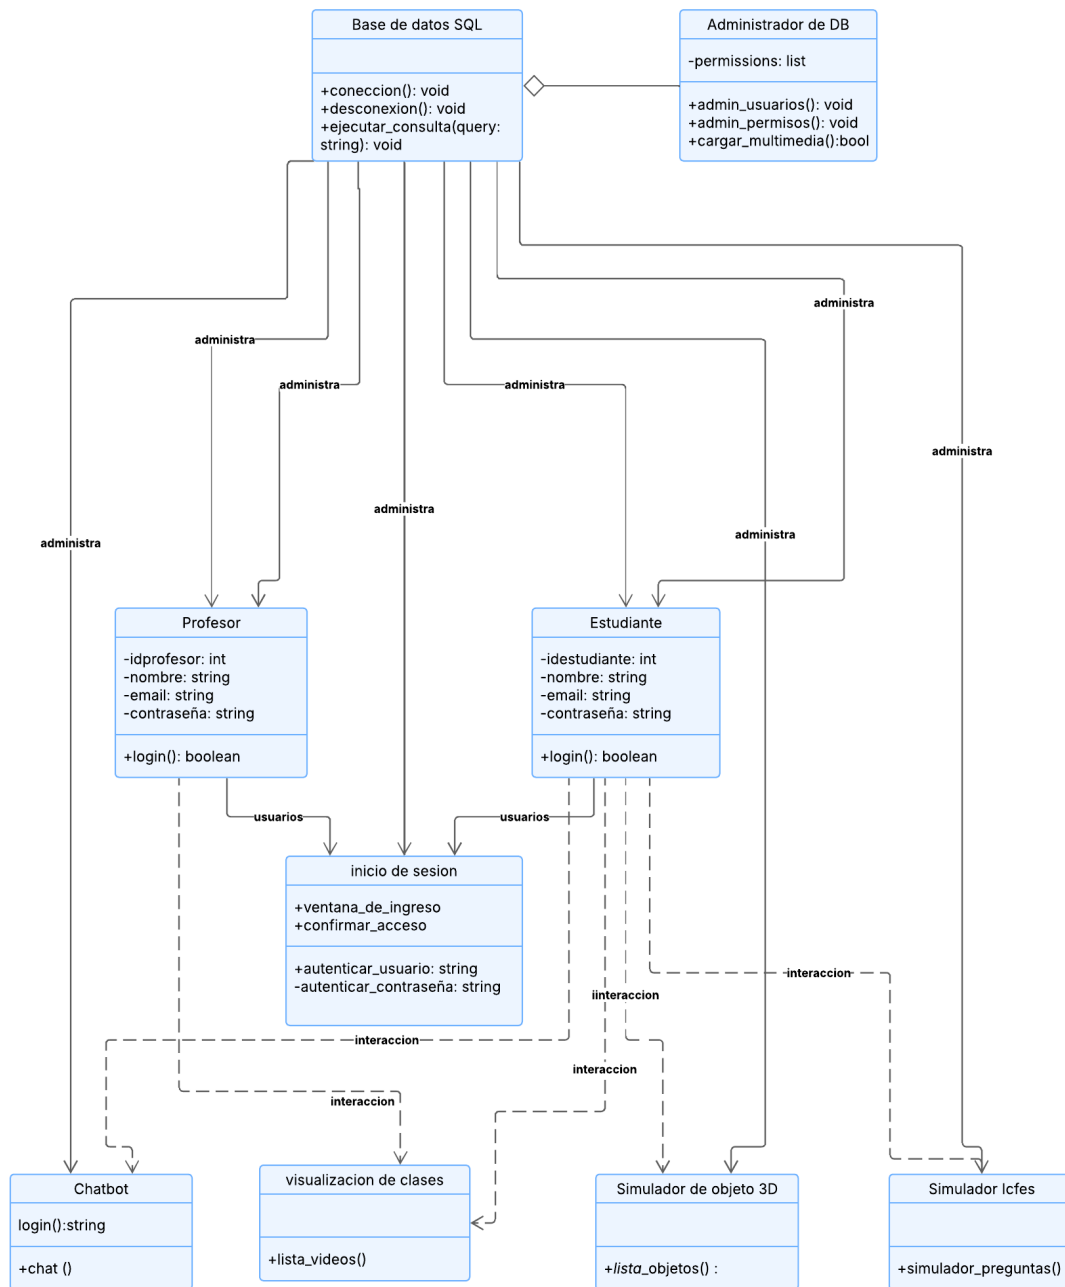 Base de datos SQL
+coneccion(): void
+desconexion(): void
+ejecutar_consulta(query:
string): void
Administrador de DB
-permissions: list
+admin_usuarios(): void
+admin_permisos(): void
+cargar_multimedia():bool
administra
administra
administra
administra
administra
administra
administra
administra
Profesor
-idprofesor: int
-nombre: string
-email: string
-contraseña: string
+login(): boolean
Estudiante
-idestudiante: int
-nombre: string
-email: string
-contraseña: string
+login(): boolean
usuarios
usuarios
inicio de sesion
+ventana_de_ingreso
+confirmar_acceso
+autenticar_usuario: string
-autenticar_contraseña: string
interaccion
iinteraccion
interaccion
interaccion
interaccion
Chatbot
login():string
+chat ()
visualizacion de clases
+lista_videos()
Simulador de objeto 3D
+lista_objetos() :
Simulador Icfes
+simulador_preguntas()